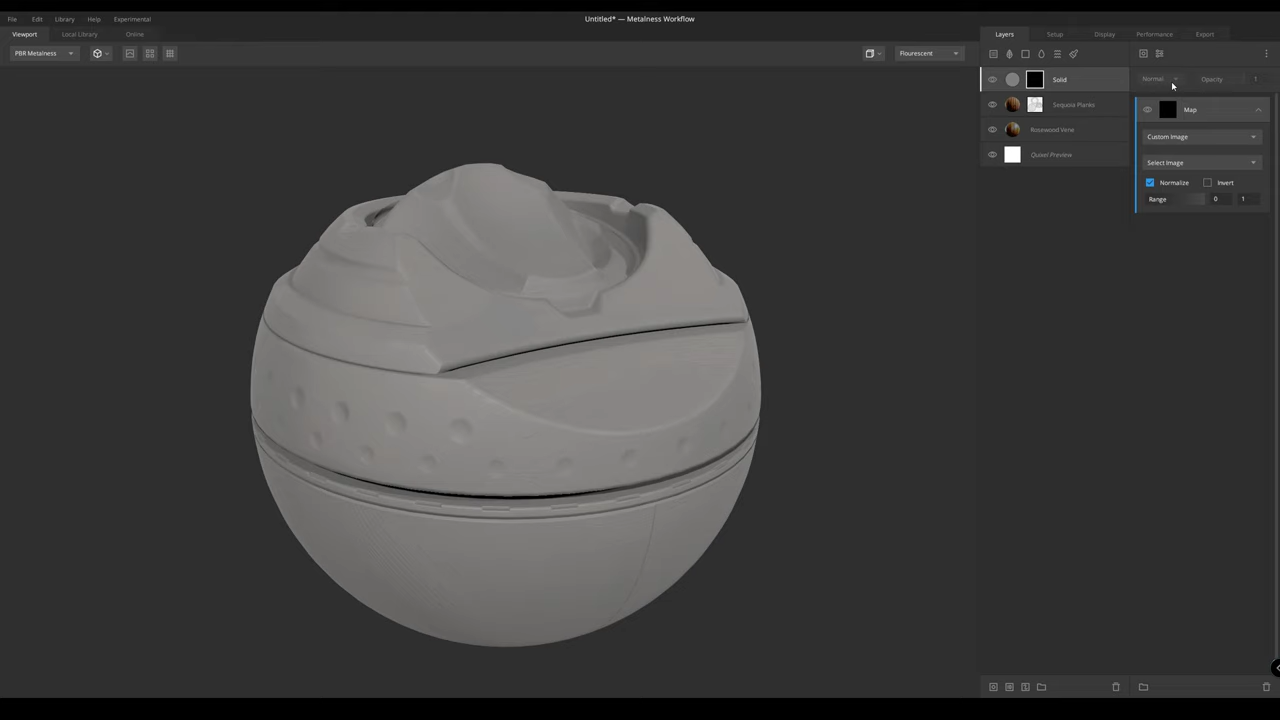 Untitled* — Metalness Workflow
File Edit Library Help Experimental
Viewport Local Library Online
Layers Setup Display Performance Export
PBR Metalness
Flourescent
Solid
Normal Opacity 1
Sequoia Planks
Map
Rosewood Vene
Custom Image
Quixel Preview
Select Image
Normalize Invert
Range 0 1